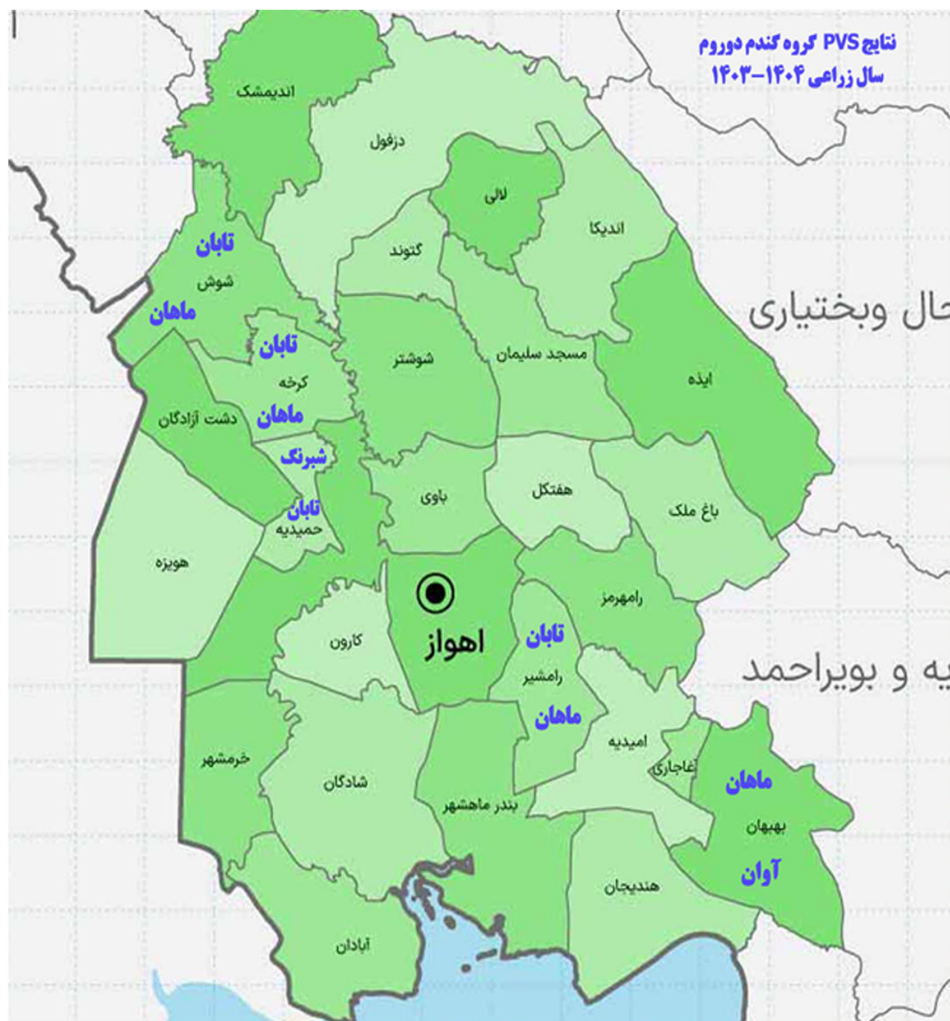 نتایج PVS گروه گندم دوروم
سال زراعی ۱۴۰۴-۱۴۰۳
اندیمشک
دزفول
لالی
اندیکا
تابان
گتوند
شوش
ماهان
حال وبختیاری
تابان
شوشتر
مسجد سلیمان
ایذه
کرخه
دشت آزادگان
ماهان
شبرنگ
باوی
هفتکل
باغ ملک
تابان
حمیدیه
هویزه
رامهرمز
اهواز
کارون
تابان
رامشیر
یه و بویراحمد
ماهان
امیدیه
خرمشهر
آغاجاری
شادگان
ماهان
بندر ماهشهر
بهبهان
آوان
هندیجان
آبادان